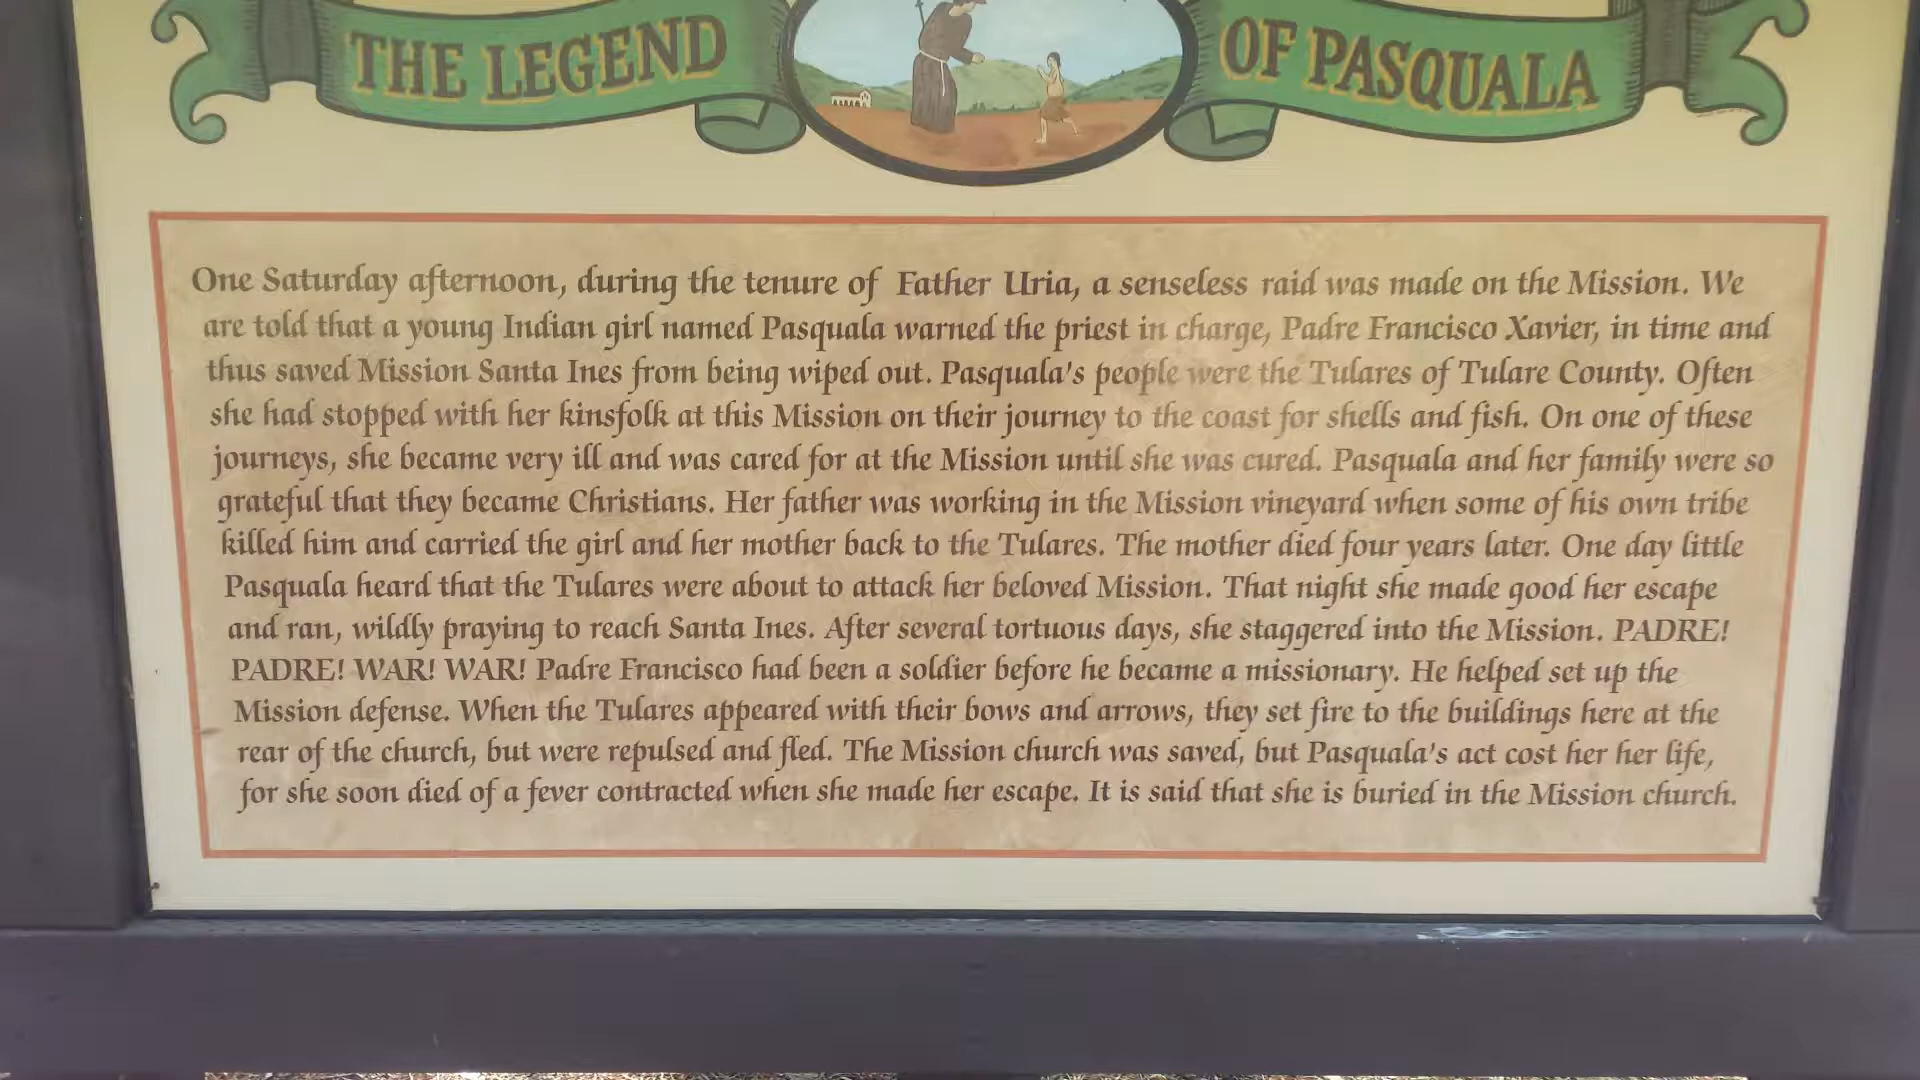 THE LEGEND OF PASQUALA
One Saturday afternoon, during the tenure of Father Uria, a senseless raid was made on the Mission. We
are told that a young Indian girl named Pasquala warned the priest in charge, Padre Francisco Xavier, in time and
thus saved Mission Santa Ines from being wiped out. Pasquala's people were the Tulares of Tulare County. Often
she had stopped with her kinsfolk at this Mission on their journey to the coast for shells and fish. On one of these
journeys, she became very ill and was cared for at the Mission until she was cured. Pasquala and her family were so
grateful that they became Christians. Her father was working in the Mission vineyard when some of his own tribe
killed him and carried the girl and her mother back to the Tulares. The mother died four years later. One day little
Pasquala heard that the Tulares were about to attack her beloved Mission. That night she made good her escape
and ran, wildly praying to reach Santa Ines. After several tortuous days, she staggered into the Mission. PADRE!
PADRE! WAR! WAR! Padre Francisco had been a soldier before he became a missionary. He helped set up the
Mission defense. When the Tulares appeared with their bows and arrows, they set fire to the buildings here at the
rear of the church, but were repulsed and fled. The Mission church was saved, but Pasquala's act cost her her life,
for she soon died of a fever contracted when she made her escape. It is said that she is buried in the Mission church.